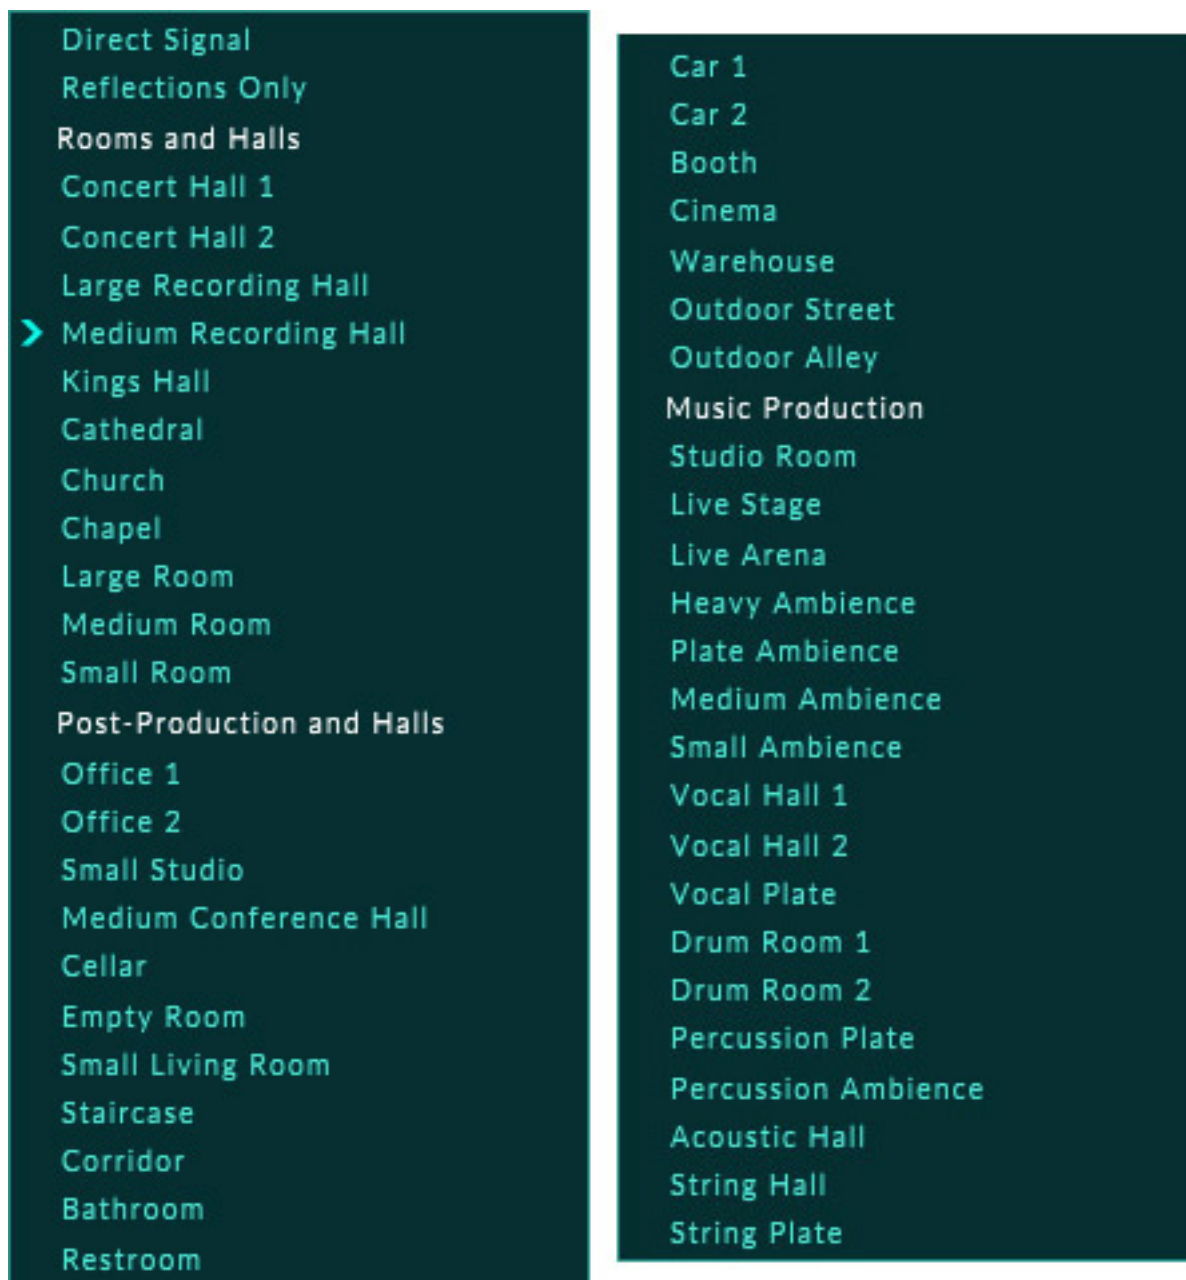 Direct Signal
Reflections Only
Rooms and Halls
Concert Hall 1
Concert Hall 2
Large Recording Hall
Medium Recording Hall
Kings Hall
Cathedral
Church
Chapel
Large Room
Medium Room
Small Room
Post-Production and Halls
Office 1
Office 2
Small Studio
Medium Conference Hall
Cellar
Empty Room
Small Living Room
Staircase
Corridor
Bathroom
Restroom
Car 1
Car 2
Booth
Cinema
Warehouse
Outdoor Street
Outdoor Alley
Music Production
Studio Room
Live Stage
Live Arena
Heavy Ambience
Plate Ambience
Medium Ambience
Small Ambience
Vocal Hall 1
Vocal Hall 2
Vocal Plate
Drum Room 1
Drum Room 2
Percussion Plate
Percussion Ambience
Acoustic Hall
String Hall
String Plate